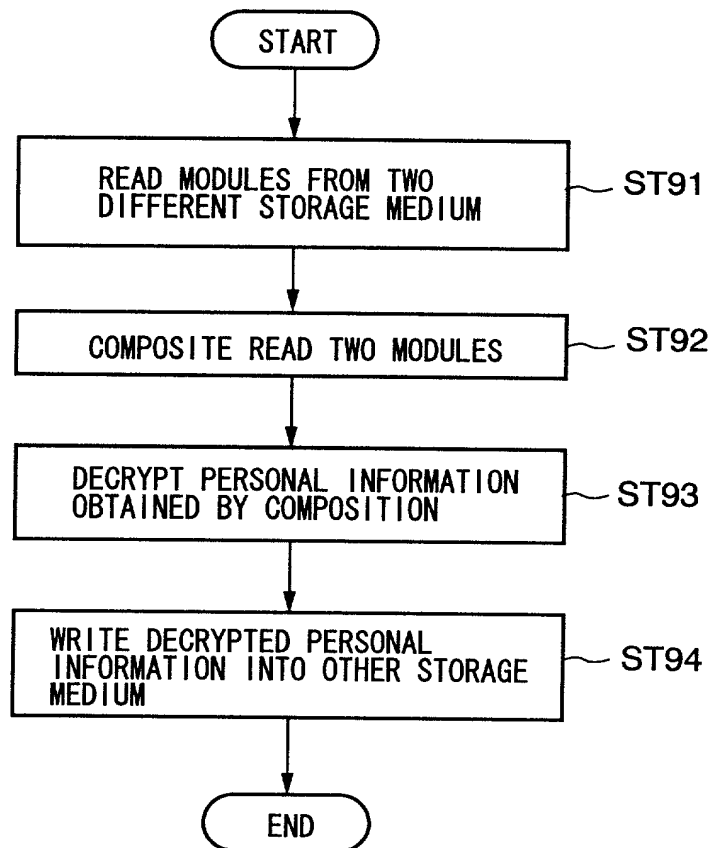 START
READ MODULES FROM TWO
DIFFERENT STORAGE MEDIUM
ST91
COMPOSITE READ TWO MODULES
ST92
DECRYPT PERSONAL INFORMATION
OBTAINED BY COMPOSITION
ST93
WRITE DECRYPTED PERSONAL
INFORMATION INTO OTHER STORAGE
MEDIUM
ST94
END